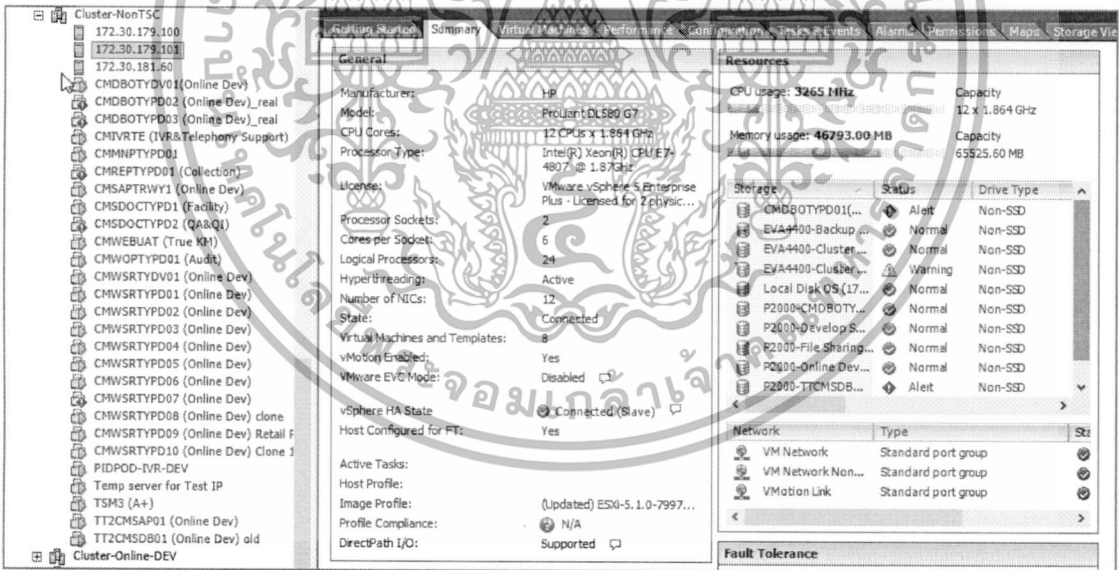 Cluster-NonTSC
172.30.179.100
172.30.179.101
172.30.181.60
CMDBOTYDV01(Online Dev)
CMDBOTYPD02 (Online Dev)_real
CMDBOTYPD03 (Online Dev)_real
CMIVRTE (IVR&Telephony Support)
CMMNPTYPD01
CMREPTYPD01 (Collection)
CMSAPTRWY1 (Online Dev)
CMSDOCTYPD1 (Facility)
CMSDOCTYPD2 (QA&QI)
CMWEBUAT (True KM)
CMWOPTYPD01 (Audit)
CMWSRTYDV01 (Online Dev)
CMWSRTYPD01 (Online Dev)
CMWSRTYPD02 (Online Dev)
CMWSRTYPD03 (Online Dev)
CMWSRTYPD04 (Online Dev)
CMWSRTYPD05 (Online Dev)
CMWSRTYPD06 (Online Dev)
CMWSRTYPD07 (Online Dev)
CMWSRTYPD08 (Online Dev) clone
CMWSRTYPD09 (Online Dev) Retail F
CMWSRTYPD10 (Online Dev) Clone 1
PIDPOD-IVR-DEV
Temp server for Test IP
TSM3 (A+)
TT2CMSAP01 (Online Dev)
TT2CMSDB01 (Online Dev) old
Cluster-Online-DEV
Getting Started Summary Virtual Machines Performance Configuration Tasks & Events Alarms Permissions Maps Storage Vie
General
Manufacturer: HP
Model: ProLiant DL580 G7
CPU Cores: 12 CPUs x 1.864 GHz
Processor Type: Intel(R) Xeon(R) CPU E7-
4807 @ 1.87GHz
License: VMware vSphere 5 Enterprise
Plus - Licensed for 2 physic...
Processor Sockets: 2
Cores per Socket: 6
Logical Processors: 24
Hyperthreading: Active
Number of NICs: 12
State: Connected
Virtual Machines and Templates: 8
vMotion Enabled: Yes
VMware EVC Mode: Disabled
vSphere HA State Connected (Slave)
Host Configured for FT: Yes
Active Tasks:
Host Profile:
Image Profile: (Updated) ESXi-5.1.0-7997...
Profile Compliance: N/A
DirectPath I/O: Supported
Resources
CPU usage: 3265 MHz Capacity
12 x 1.864 GHz
Memory usage: 46793.00 MB Capacity
65525.60 MB
Storage Status Drive Type
CMDBOTYPD01(... Alert Non-SSD
EVA4400-Backup ... Normal Non-SSD
EVA4400-Cluster... Normal Non-SSD
EVA4400-Cluster... Warning Non-SSD
Local Disk OS (17... Normal Non-SSD
P2000-CMDBOTY... Normal Non-SSD
P2000-Develop S... Normal Non-SSD
P2000-File Sharing... Normal Non-SSD
P2000-Online Dev... Normal Non-SSD
P2000-TTCMSDB... Alert Non-SSD
Network Type Sta
VM Network Standard port group
VM Network Non... Standard port group
VMotion Link Standard port group
Fault Tolerance